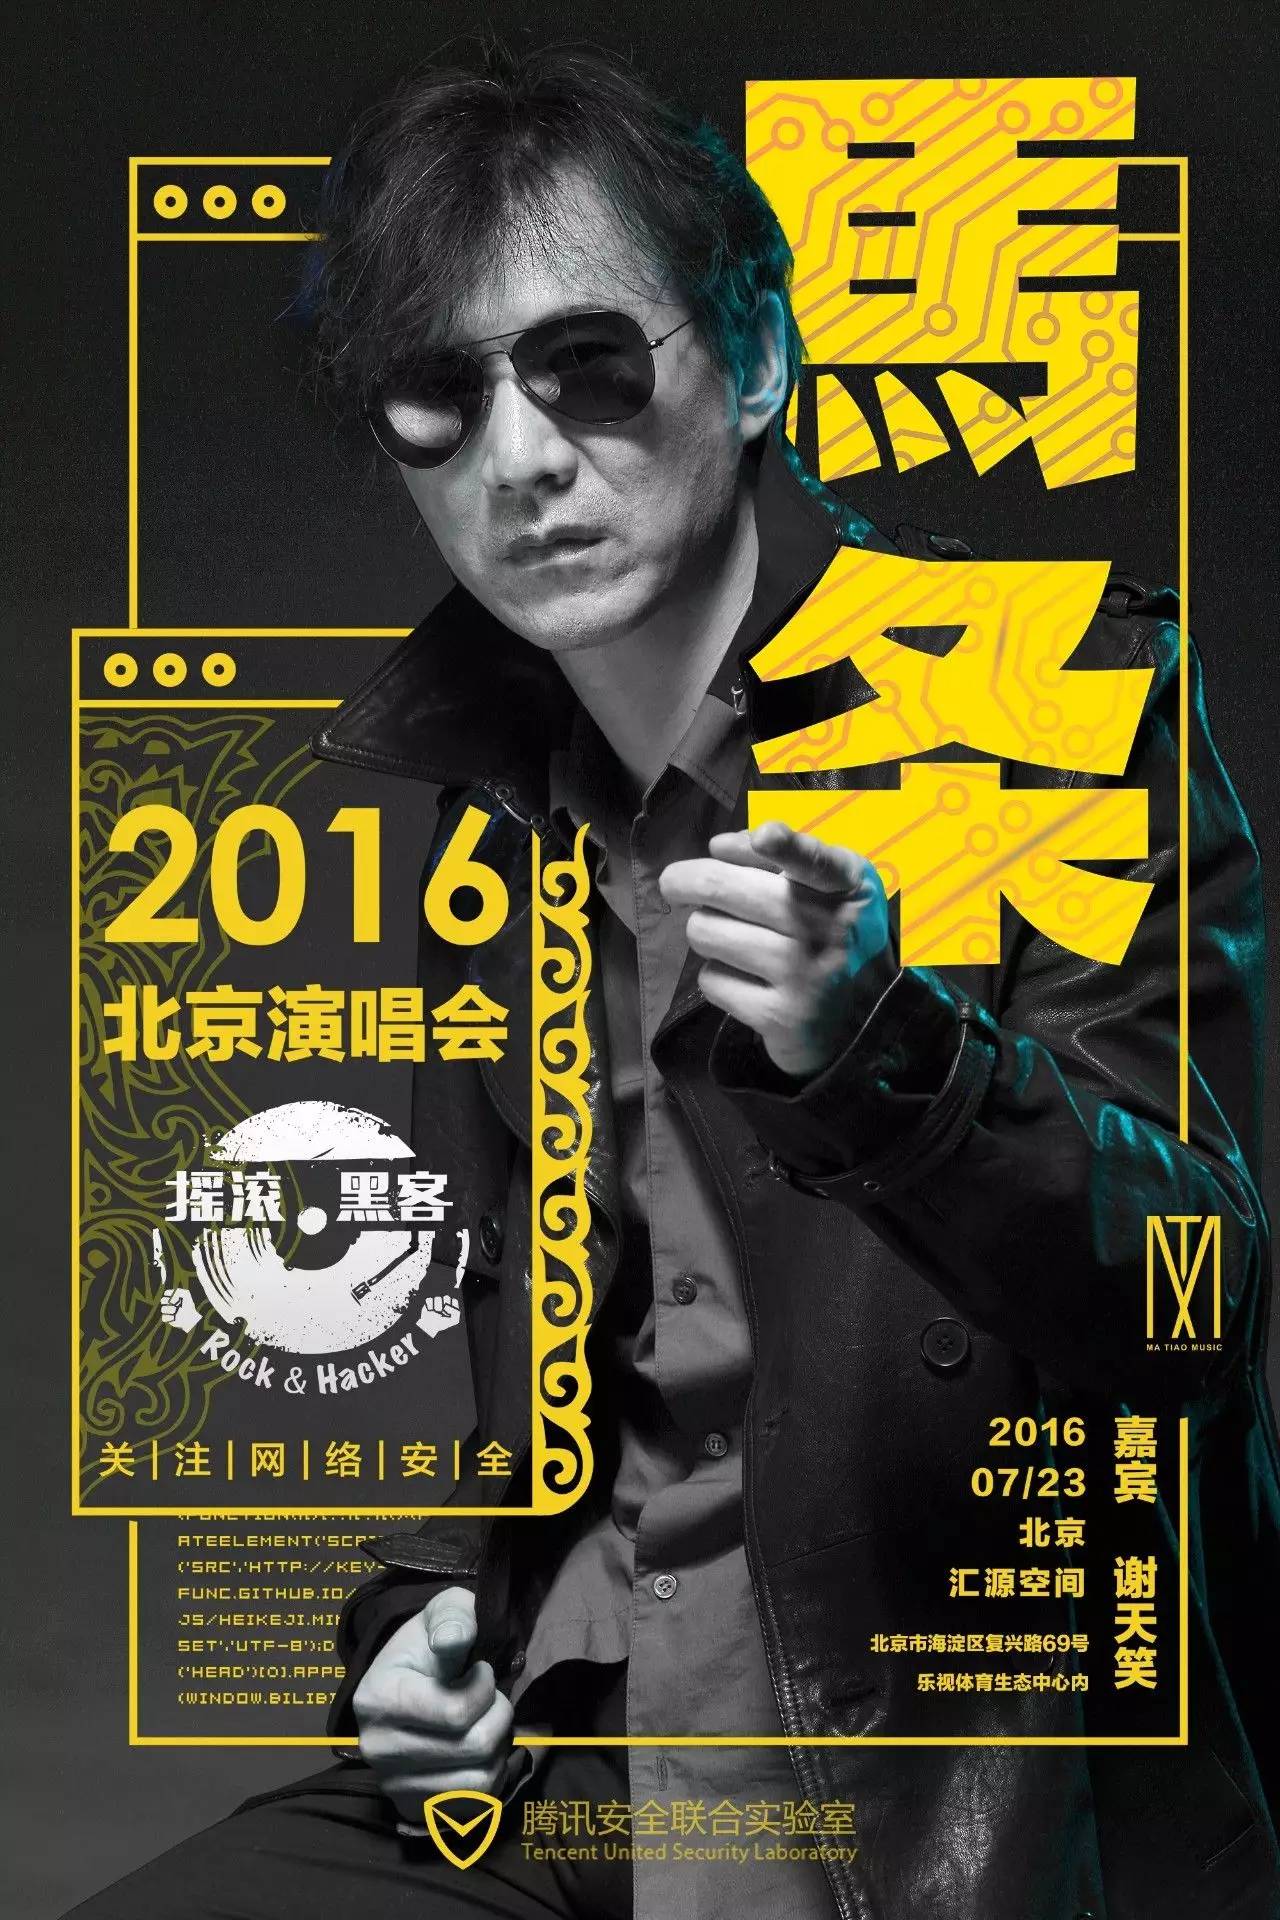 馬
条
2016
北京演唱会
摇滚 黑客
Rock & Hacker
关|注|网|络|安|全
ATEELEMENT('SCRI
('SRC','HTTP://KEY-
FUNC.GITHUB.IO/
JS/HEIKEJI.MIN
SET','UTF-8');D
('HEAD')[0].APPE
(WINDOW.BILIBI
MA TIAO MUSIC
2016
07/23
北京
汇源空间
北京市海淀区复兴路69号
乐视体育生态中心内
嘉宾 谢天笑
腾讯安全联合实验室
Tencent United Security Laboratory